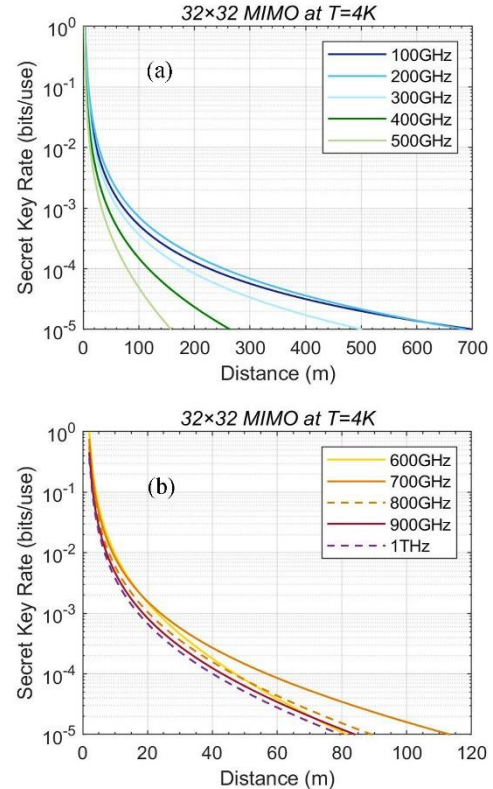 32×32 MIMO at T=4K
(a)
100GHz
200GHz
300GHz
400GHz
500GHz
Secret Key Rate (bits/use)
10^0
10^-1
10^-2
10^-3
10^-4
10^-5
0 100 200 300 400 500 600 700
Distance (m)
32×32 MIMO at T=4K
(b)
600GHz
700GHz
800GHz
900GHz
1THz
Secret Key Rate (bits/use)
10^0
10^-1
10^-2
10^-3
10^-4
10^-5
0 20 40 60 80 100 120
Distance (m)